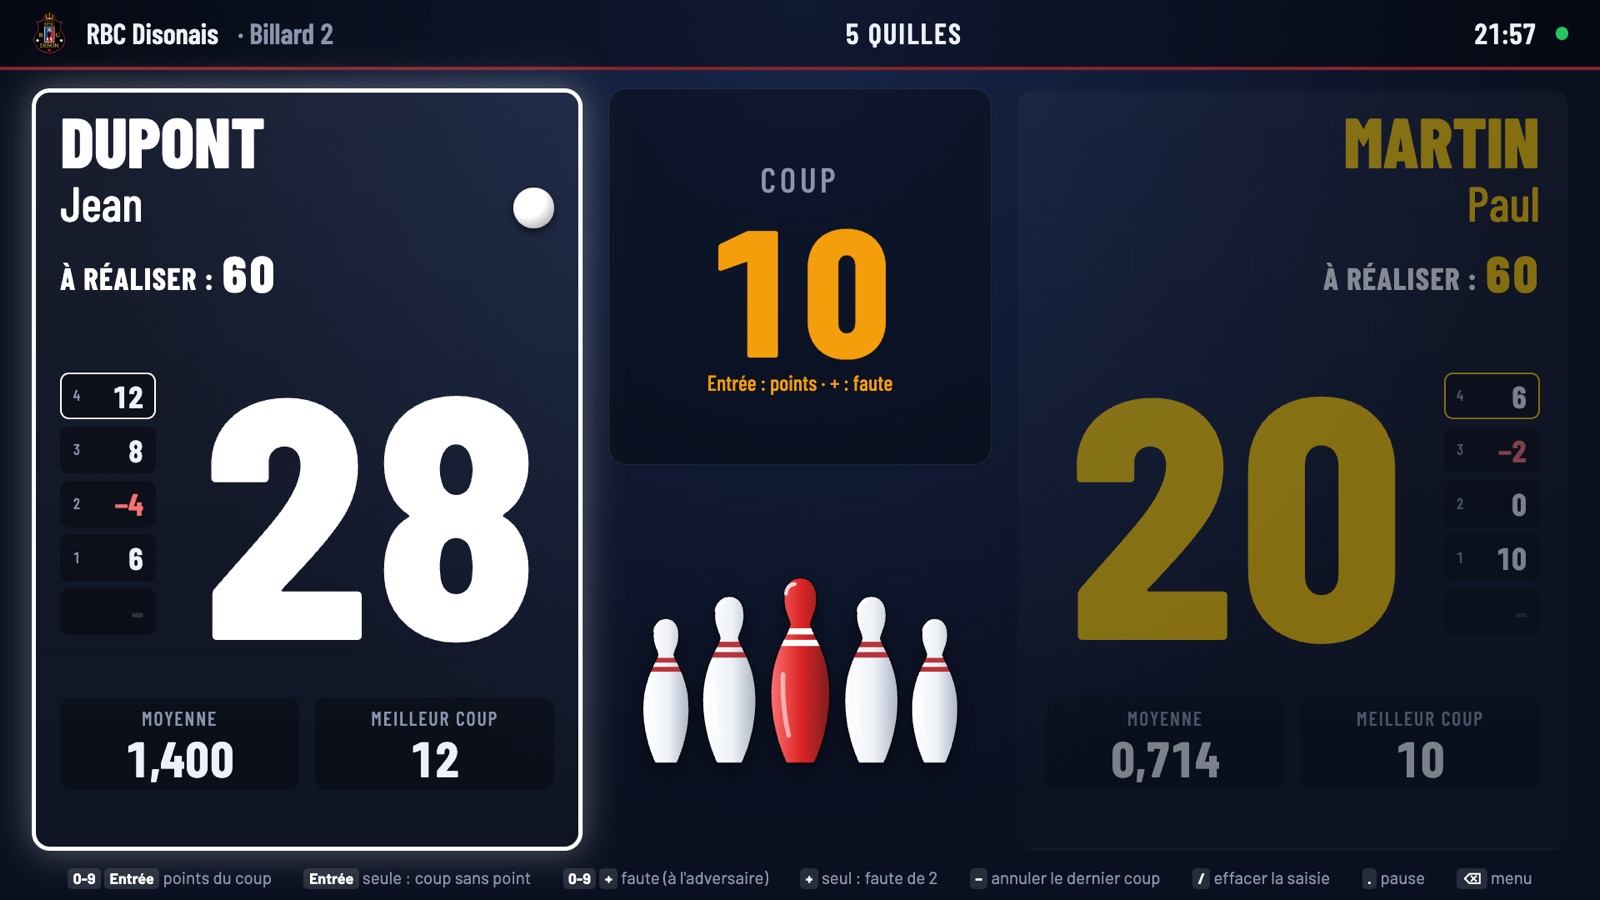 RBC Disonais · Billard 2
5 QUILLES
21:57
DUPONT
Jean
À RÉALISER : 60
4 12
3 8
2 –4
1 6
–
28
MOYENNE
1,400
MEILLEUR COUP
12
COUP
10
Entrée : points · + : faute
MARTIN
Paul
À RÉALISER : 60
20
4 6
3 –2
2 0
1 10
–
MOYENNE
0,714
MEILLEUR COUP
10
0–9 Entrée points du coup Entrée seule : coup sans point 0–9 + faute (à l'adversaire) + seul : faute de 2 – annuler le dernier coup / effacer la saisie . pause ⌫ menu